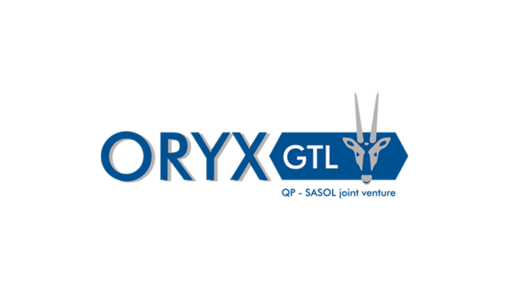 ORYX GTL
QP - SASOL joint venture